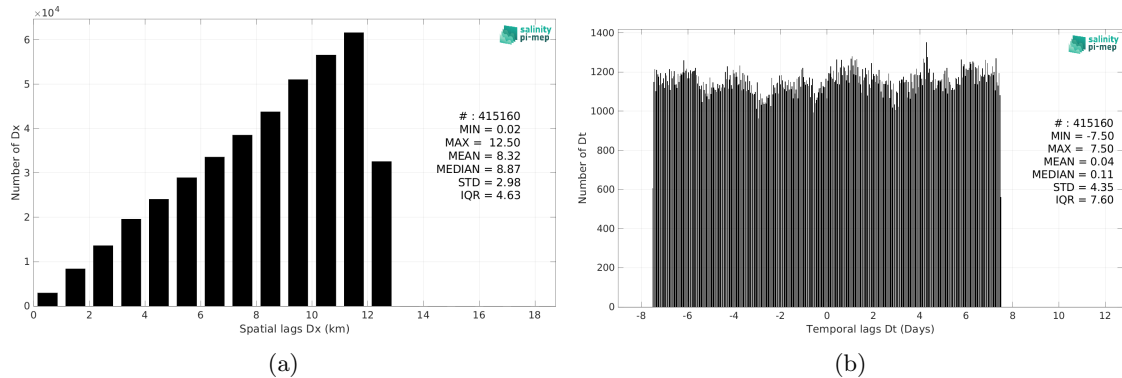 ×10⁴
6
5
4
3
2
1
0
0 2 4 6 8 10 12 14 16 18
Number of Dx
Spatial lags Dx (km)
salinity
pi-mep
# : 415160
MIN = 0.02
MAX = 12.50
MEAN = 8.32
MEDIAN = 8.87
STD = 2.98
IQR = 4.63
(a)
1400
1200
1000
800
600
400
200
0
-8 -6 -4 -2 0 2 4 6 8 10 12
Number of Dt
Temporal lags Dt (Days)
salinity
pi-mep
# : 415160
MIN = -7.50
MAX = 7.50
MEAN = 0.04
MEDIAN = 0.11
STD = 4.35
IQR = 7.60
(b)